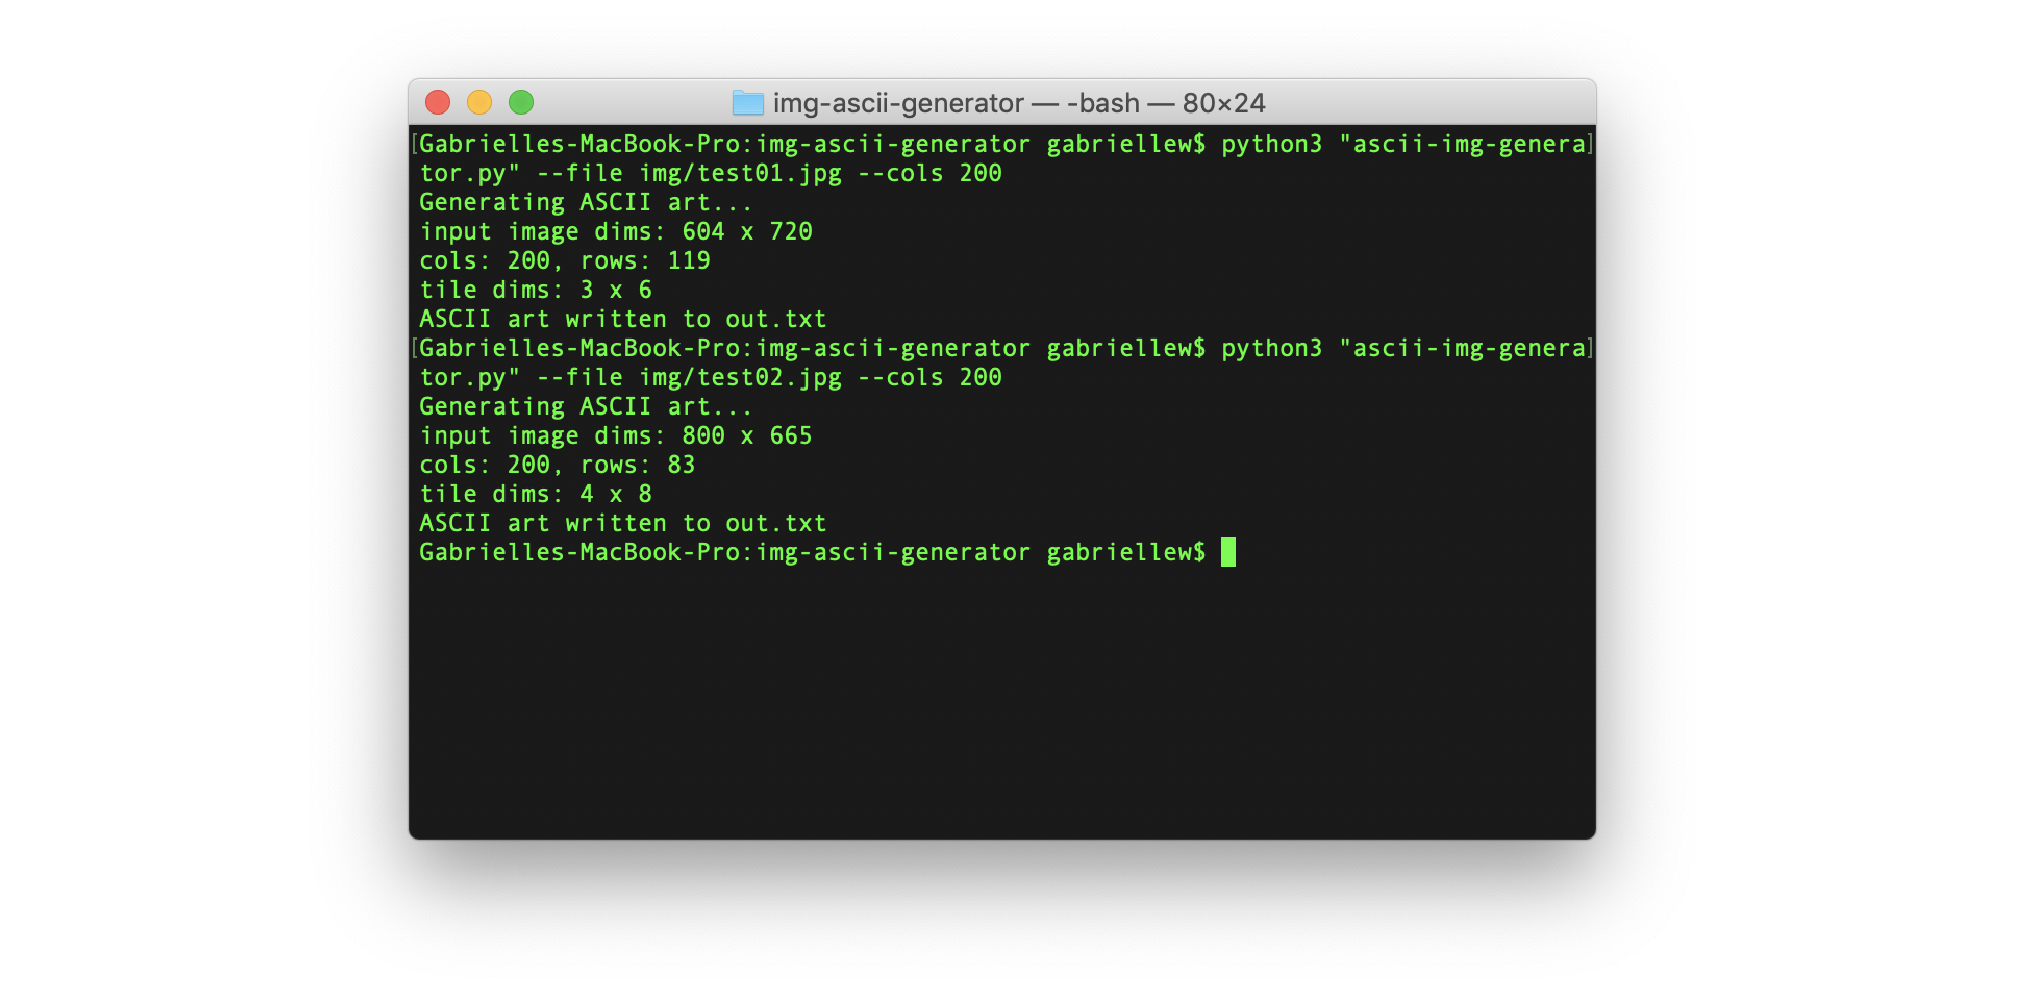 img-ascii-generator — -bash — 80×24
[Gabrielles-MacBook-Pro:img-ascii-generator gabriellew$ python3 "ascii-img-genera]
tor.py" --file img/test01.jpg --cols 200
Generating ASCII art...
input image dims: 604 x 720
cols: 200, rows: 119
tile dims: 3 x 6
ASCII art written to out.txt
[Gabrielles-MacBook-Pro:img-ascii-generator gabriellew$ python3 "ascii-img-genera]
tor.py" --file img/test02.jpg --cols 200
Generating ASCII art...
input image dims: 800 x 665
cols: 200, rows: 83
tile dims: 4 x 8
ASCII art written to out.txt
Gabrielles-MacBook-Pro:img-ascii-generator gabriellew$